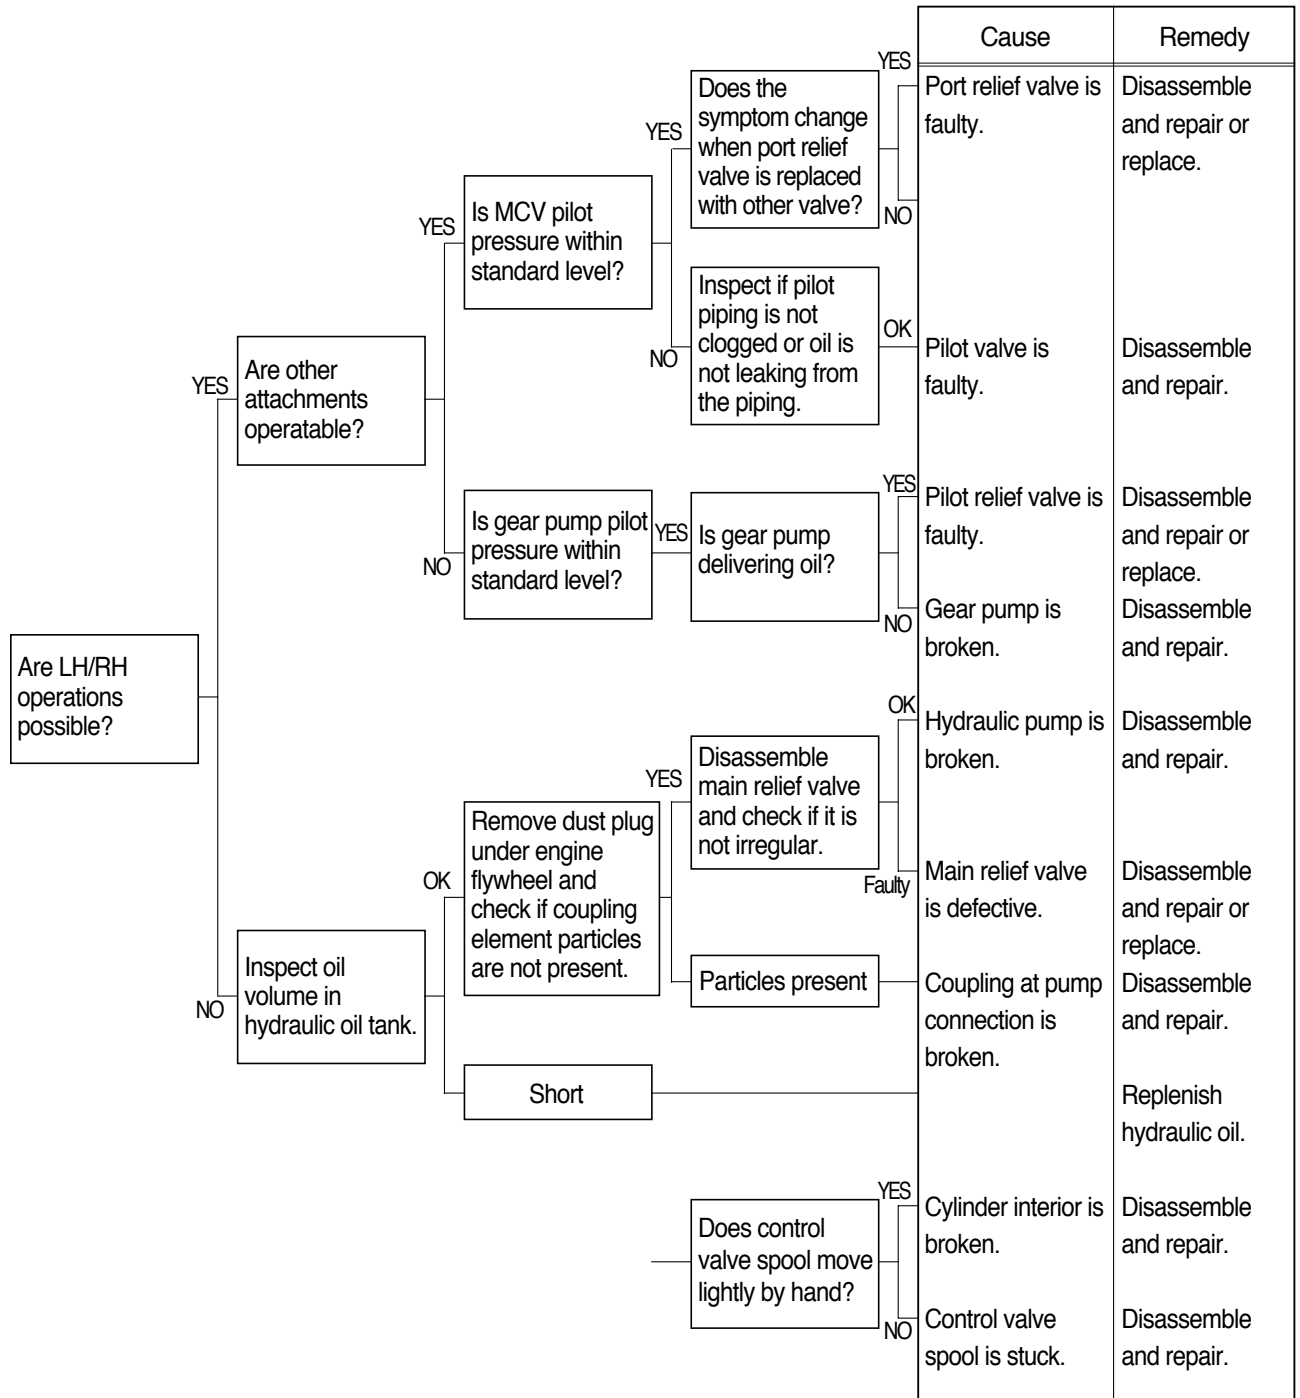 Cause
Remedy
YES
Does the
symptom change
when port relief
valve is replaced
with other valve?
Port relief valve is
faulty.
Disassemble
and repair or
replace.
YES
NO
Is MCV pilot
pressure within
standard level?
YES
Inspect if pilot
piping is not
clogged or oil is
not leaking from
the piping.
OK
NO
Pilot valve is
faulty.
Disassemble
and repair.
Are other
attachments
operatable?
YES
YES
Is gear pump pilot
pressure within
standard level?
NO
YES
Is gear pump
delivering oil?
Pilot relief valve is
faulty.
Disassemble
and repair or
replace.
NO
Gear pump is
broken.
Disassemble
and repair.
Are LH/RH
operations
possible?
OK
Hydraulic pump is
broken.
Disassemble
and repair.
YES
Disassemble
main relief valve
and check if it is
not irregular.
OK
Remove dust plug
under engine
flywheel and
check if coupling
element particles
are not present.
Faulty
Main relief valve
is defective.
Disassemble
and repair or
replace.
NO
Inspect oil
volume in
hydraulic oil tank.
Particles present
Coupling at pump
connection is
broken.
Disassemble
and repair.
Short
Replenish
hydraulic oil.
Does control
valve spool move
lightly by hand?
YES
Cylinder interior is
broken.
Disassemble
and repair.
NO
Control valve
spool is stuck.
Disassemble
and repair.